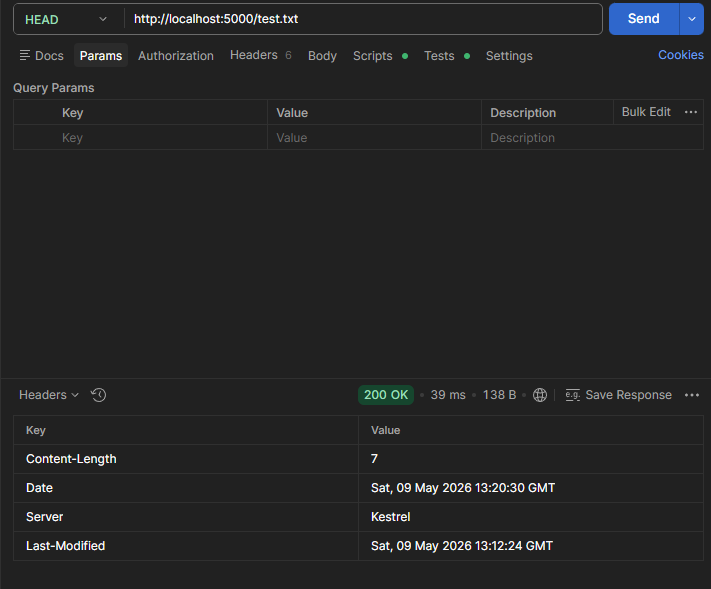 HEAD http://localhost:5000/test.txt Send
Docs Params Authorization Headers 6 Body Scripts Tests Settings Cookies
Query Params
Key Value Description Bulk Edit
Key Value Description
Headers 200 OK 39 ms 138 B e.g. Save Response
Key Value
Content-Length 7
Date Sat, 09 May 2026 13:20:30 GMT
Server Kestrel
Last-Modified Sat, 09 May 2026 13:12:24 GMT